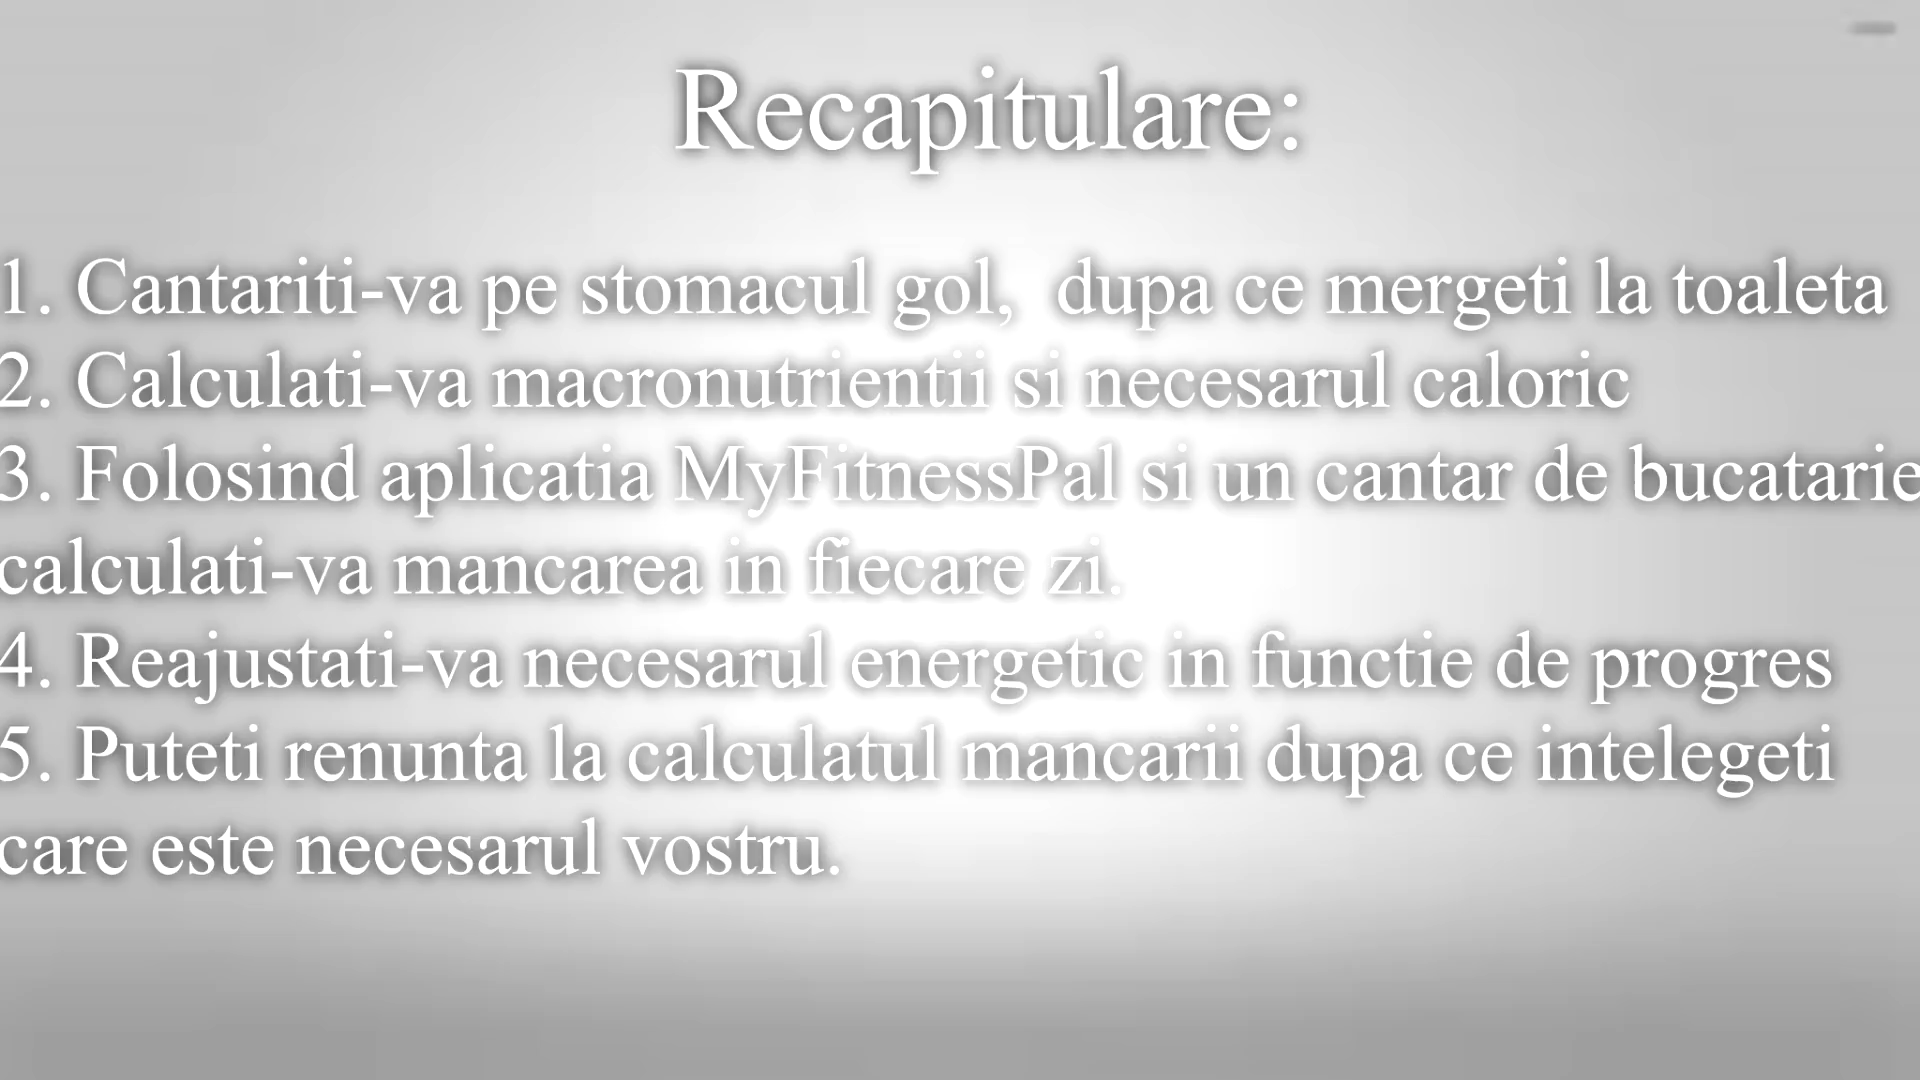 Recapitulare:
1. Cantariti-va pe stomacul gol, dupa ce mergeti la toaleta
2. Calculati-va macronutrientii si necesarul caloric
3. Folosind aplicatia MyFitnessPal si un cantar de bucatarie
calculati-va mancarea in fiecare zi.
4. Reajustati-va necesarul energetic in functie de progres
5. Puteti renunta la calculatul mancarii dupa ce intelegeti
care este necesarul vostru.